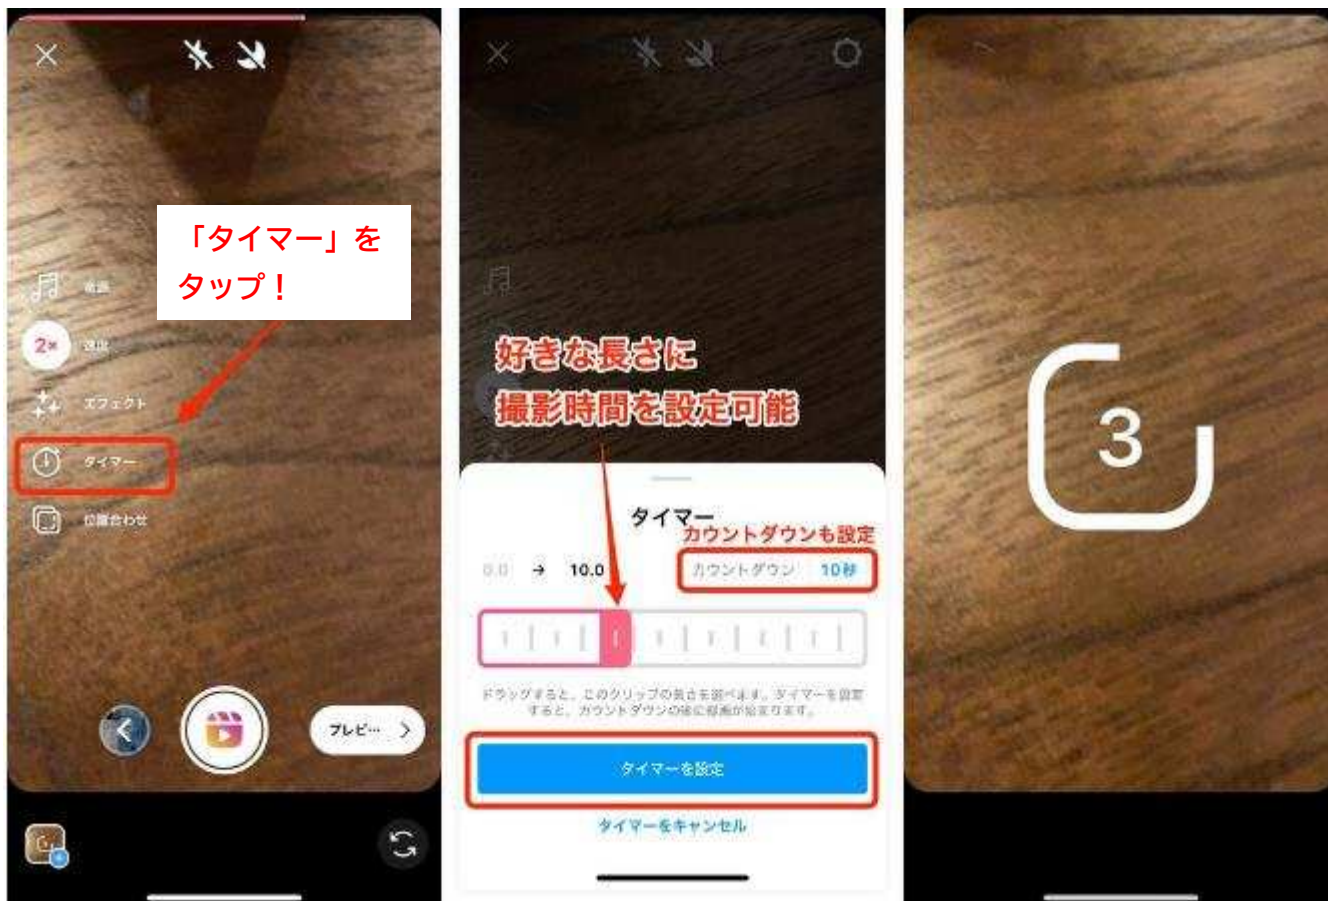 「タイマー」を
タップ!
音源
2×
速度
エフェクト
タイマー
位置合わせ
プレビ…
好きな長さに
撮影時間を設定可能
タイマー
カウントダウンも設定
0.0 → 10.0
カウントダウン 10秒
ドラッグすると、このクリップの長さを選べます。タイマーを設定
すると、カウントダウンの後に録画が始まります。
タイマーを設定
タイマーをキャンセル
3